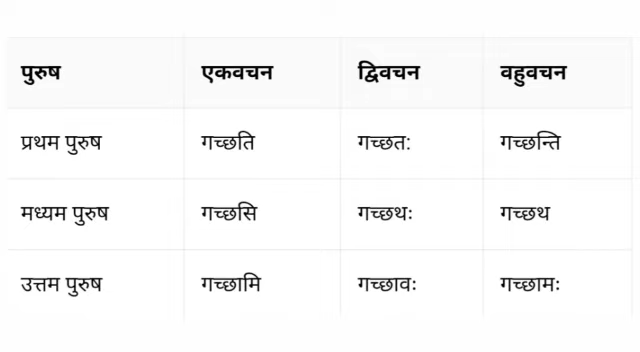 पुरुष एकवचन द्विवचन वहुवचन
प्रथम पुरुष गच्छति गच्छत: गच्छन्ति
मध्यम पुरुष गच्छसि गच्छथः गच्छथ
उत्तम पुरुष गच्छामि गच्छावः गच्छामः